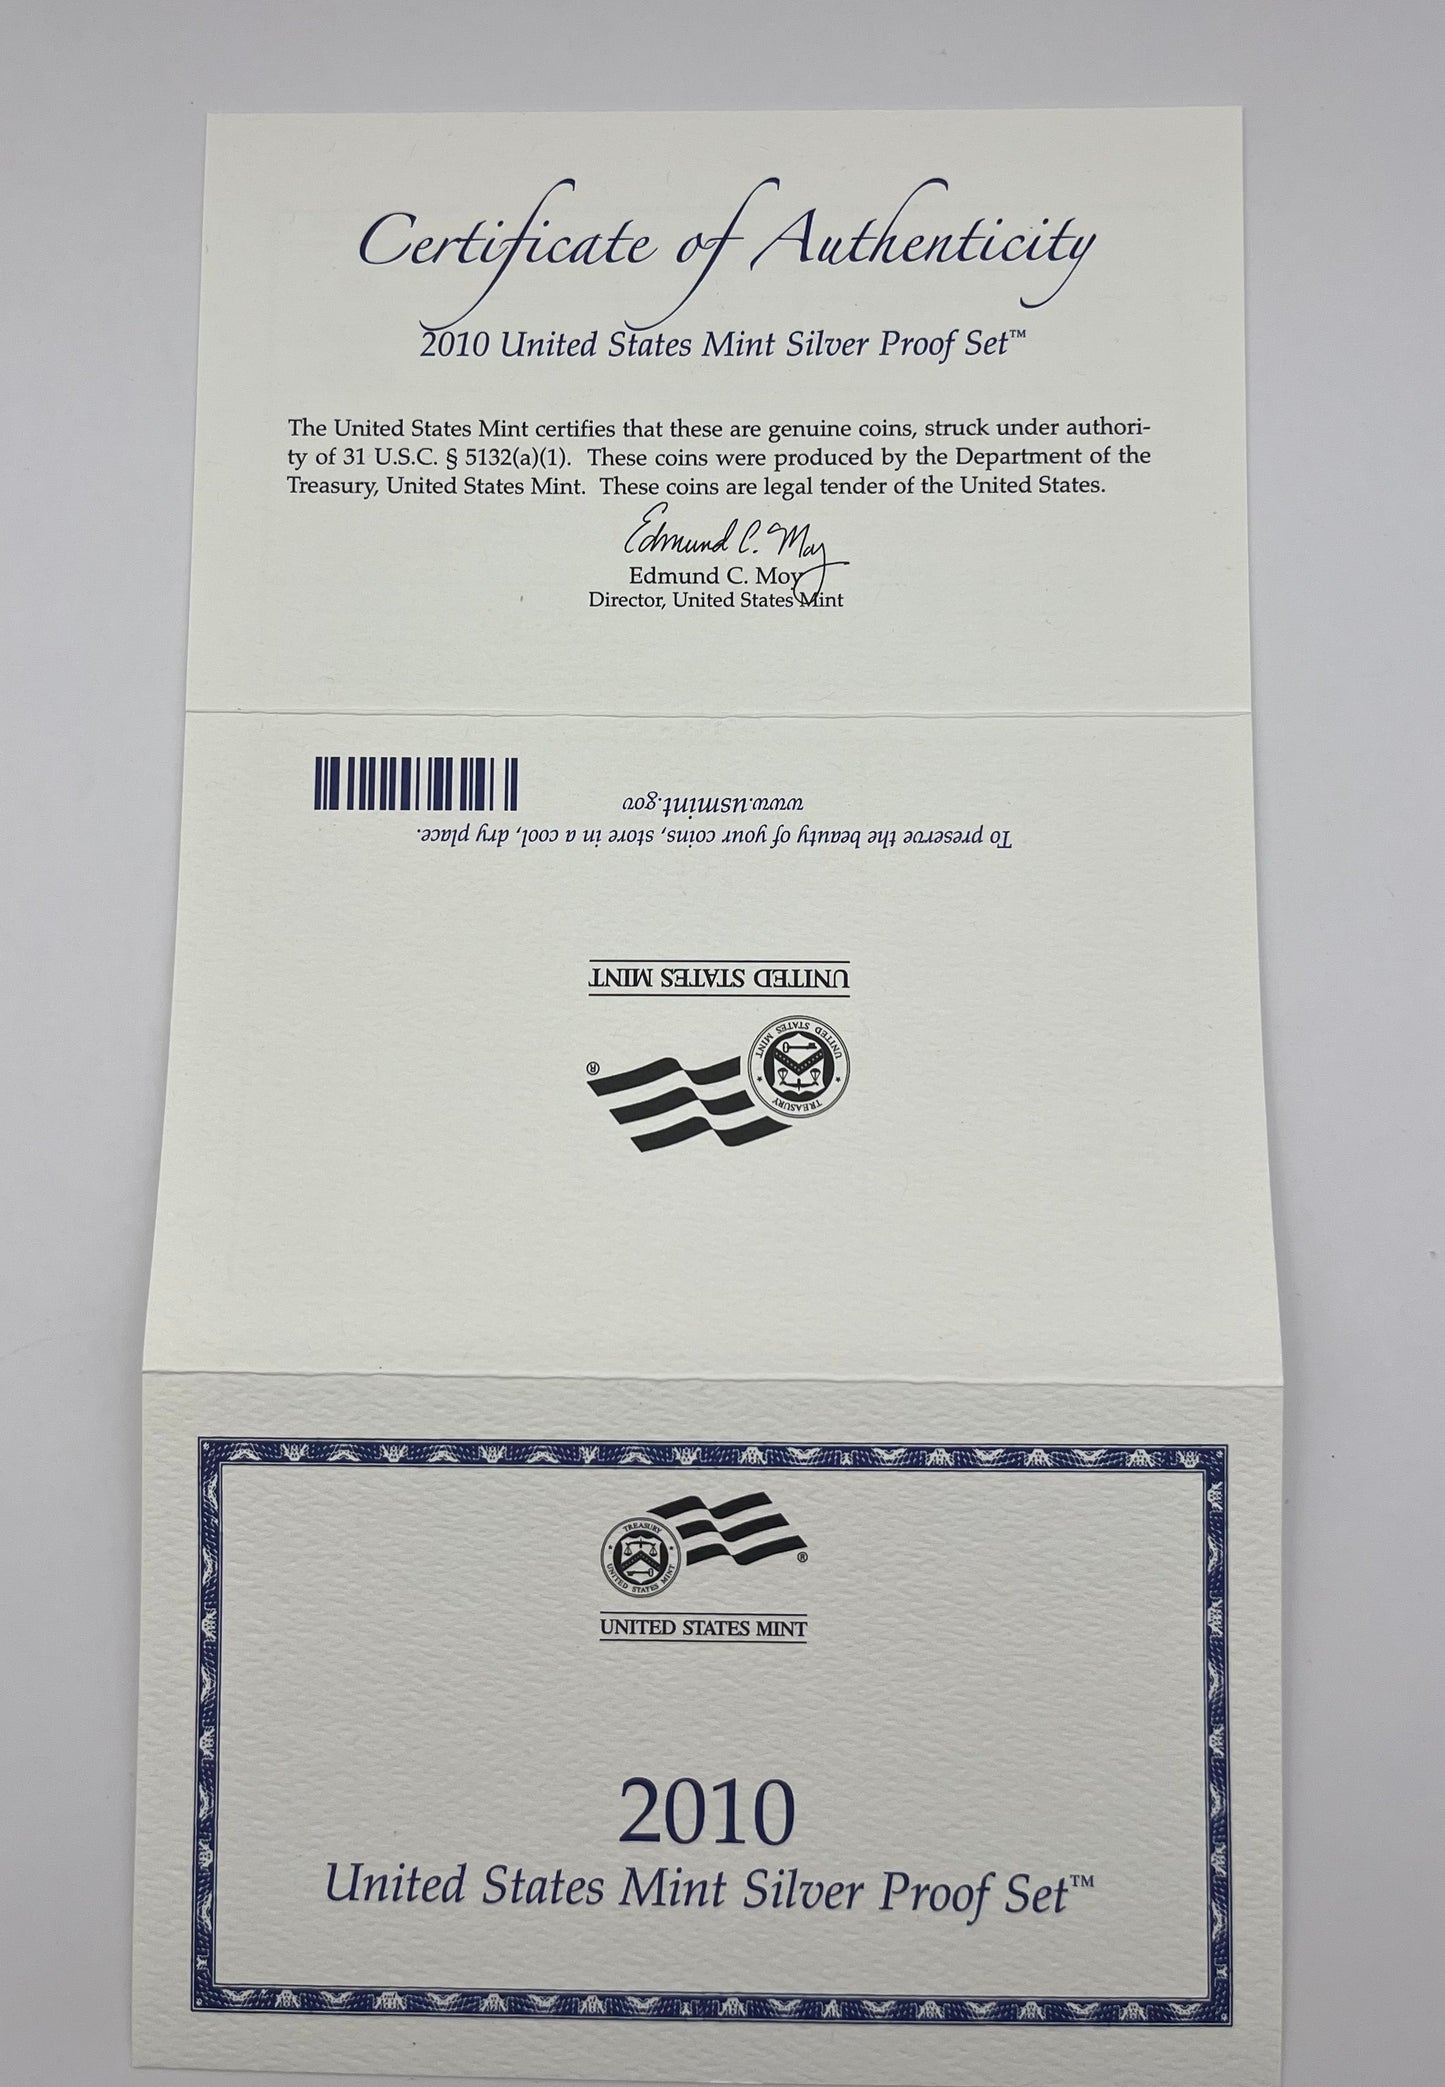 Certificate of Authenticity
2010 United States Mint Silver Proof Set™
The United States Mint certifies that these are genuine coins, struck under authori-
ty of 31 U.S.C. § 5132(a)(1). These coins were produced by the Department of the
Treasury, United States Mint. These coins are legal tender of the United States.
Edmund C. Moy
Edmund C. Moy
Director, United States Mint
www.usmint.gov
To preserve the beauty of your coins, store in a cool, dry place.
UNITED STATES MINT
UNITED STATES MINT
TREASURY
®
TREASURY
UNITED STATES MINT
®
UNITED STATES MINT
2010
United States Mint Silver Proof Set™